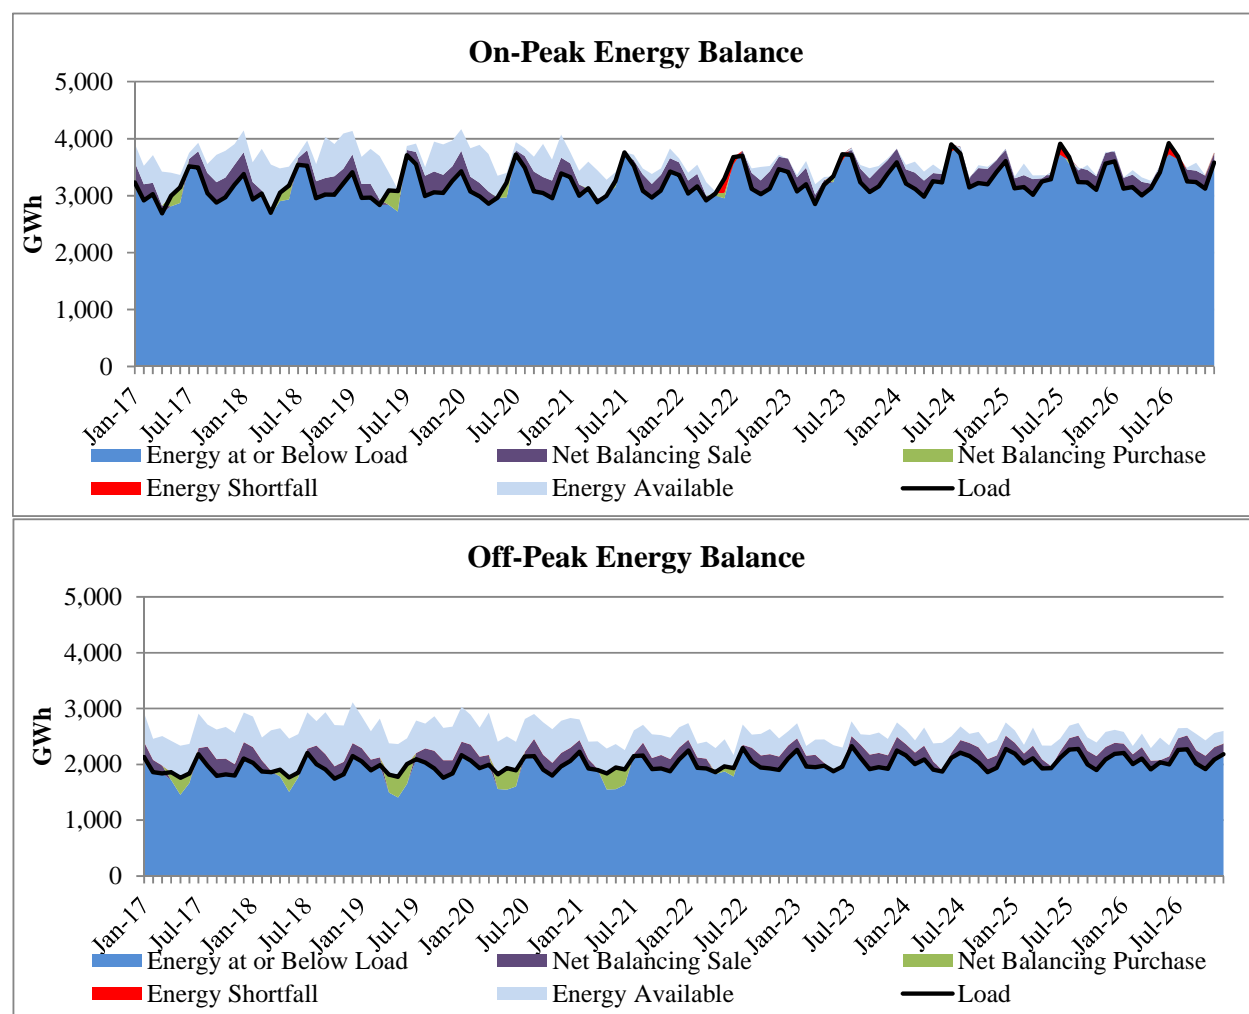 On-Peak Energy Balance
5,000
4,000
3,000
2,000
1,000
0
GWh
Jan-17
Jul-17
Jan-18
Jul-18
Jan-19
Jul-19
Jan-20
Jul-20
Jan-21
Jul-21
Jan-22
Jul-22
Jan-23
Jul-23
Jan-24
Jul-24
Jan-25
Jul-25
Jan-26
Jul-26
Energy at or Below Load
Net Balancing Sale
Net Balancing Purchase
Energy Shortfall
Energy Available
Load
Off-Peak Energy Balance
5,000
4,000
3,000
2,000
1,000
0
GWh
Jan-17
Jul-17
Jan-18
Jul-18
Jan-19
Jul-19
Jan-20
Jul-20
Jan-21
Jul-21
Jan-22
Jul-22
Jan-23
Jul-23
Jan-24
Jul-24
Jan-25
Jul-25
Jan-26
Jul-26
Energy at or Below Load
Net Balancing Sale
Net Balancing Purchase
Energy Shortfall
Energy Available
Load